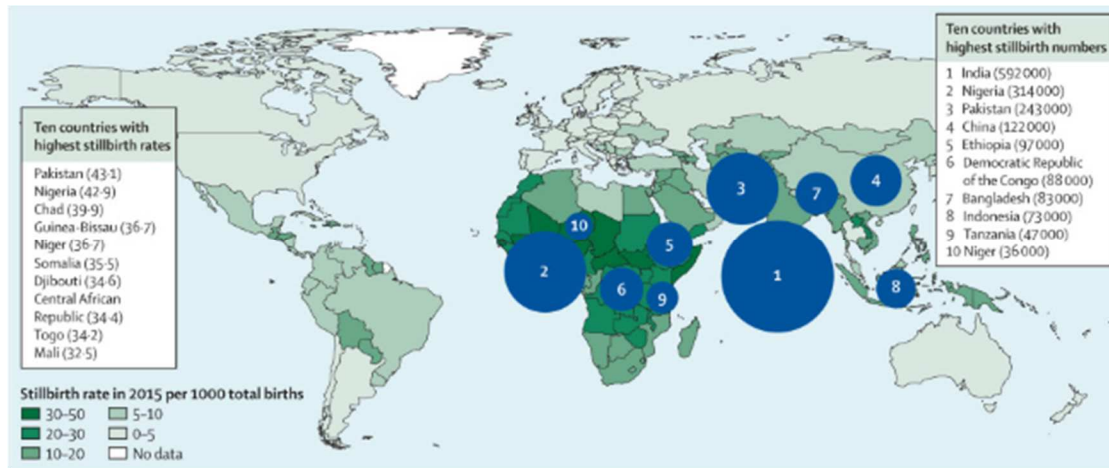 Ten countries with
highest stillbirth rates
Pakistan (43·1)
Nigeria (42·9)
Chad (39·9)
Guinea-Bissau (36·7)
Niger (36·7)
Somalia (35·5)
Djibouti (34·6)
Central African
Republic (34·4)
Togo (34·2)
Mali (32·5)
Stillbirth rate in 2015 per 1000 total births
30–50
20–30
10–20
5–10
0–5
No data
10
2
6
5
9
3
7
4
1
8
Ten countries with
highest stillbirth numbers
1 India (592 000)
2 Nigeria (314 000)
3 Pakistan (243 000)
4 China (122 000)
5 Ethiopia (97 000)
6 Democratic Republic
of the Congo (88 000)
7 Bangladesh (83 000)
8 Indonesia (73 000)
9 Tanzania (47 000)
10 Niger (36 000)